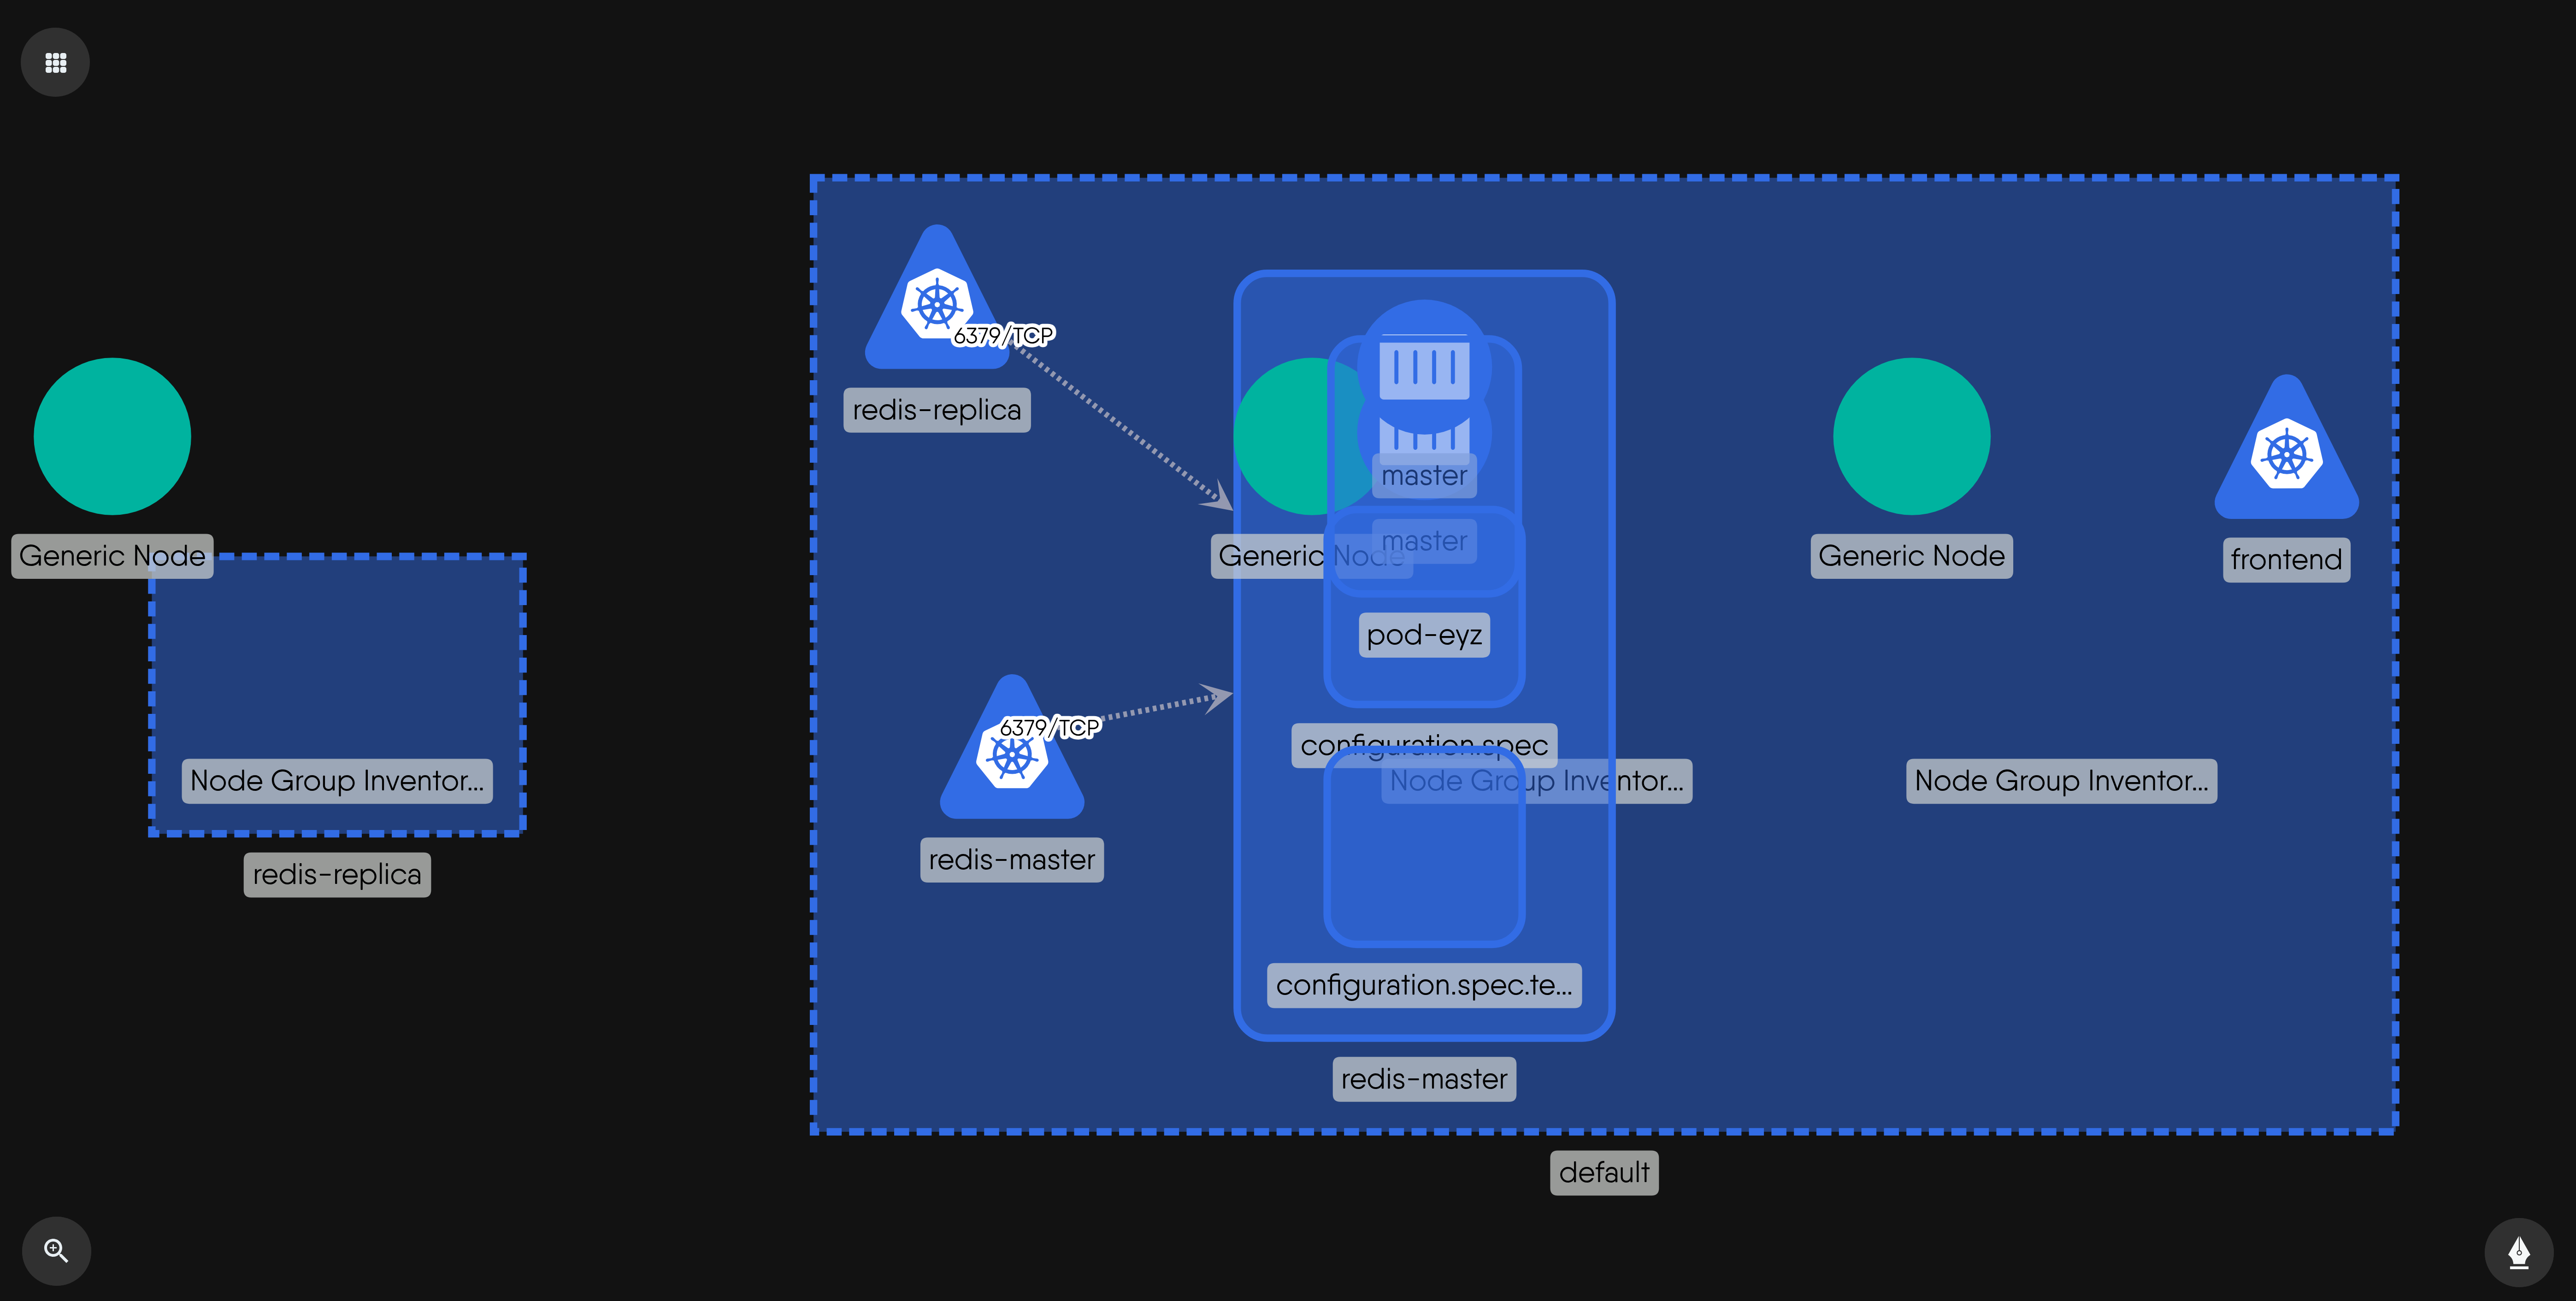 6379/TCP
redis-replica
master
master
Generic Node
Generic Node
Generic Node
frontend
pod-eyz
6379/TCP
configuration.spec
Node Group Inventor...
Node Group Inventor...
Node Group Inventor...
redis-master
redis-replica
configuration.spec.te...
redis-master
default